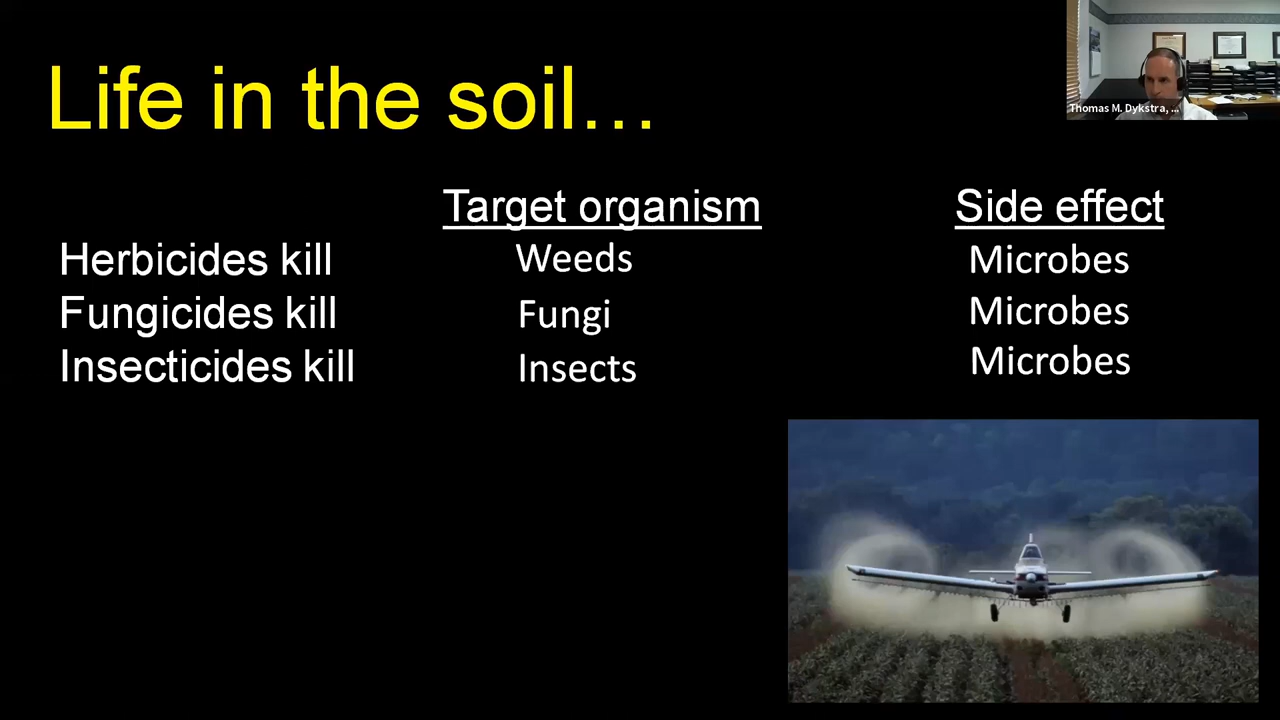 Life in the soil...
Thomas M. Dykstra, ...
Target organism Side effect
Herbicides kill Weeds Microbes
Fungicides kill Fungi Microbes
Insecticides kill Insects Microbes